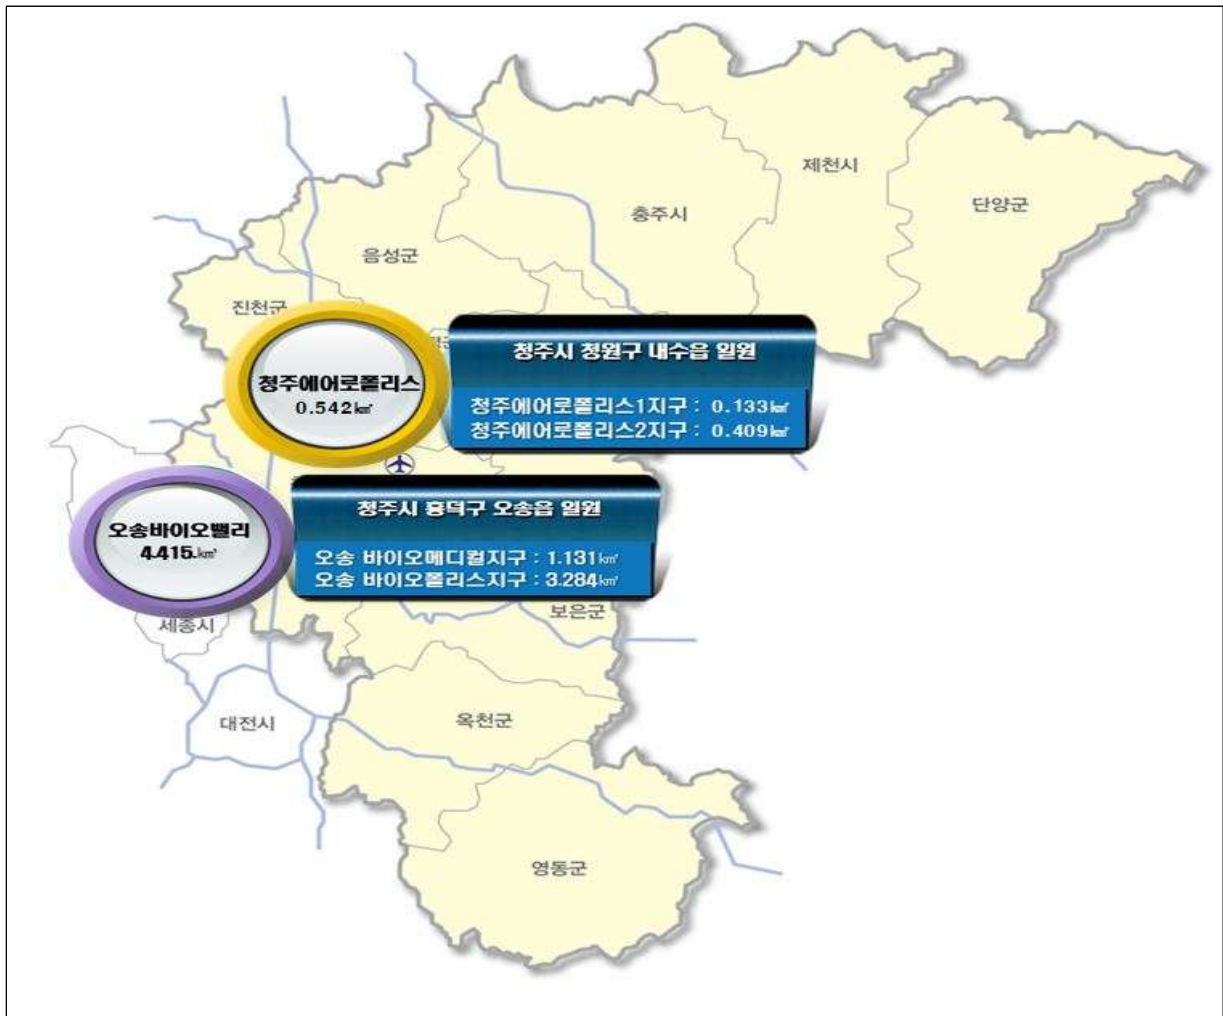 제천시
단양군
충주시
음성군
진천군
청주에어로폴리스
0.542㎢
청주시 청원구 내수읍 일원
청주에어로폴리스1지구 : 0.133㎢
청주에어로폴리스2지구 : 0.409㎢
오송바이오밸리
4.415.㎢
청주시 흥덕구 오송읍 일원
오송 바이오메디컬지구 : 1.131㎢
오송 바이오폴리스지구 : 3.284㎢
보은군
세종시
대전시
옥천군
영동군